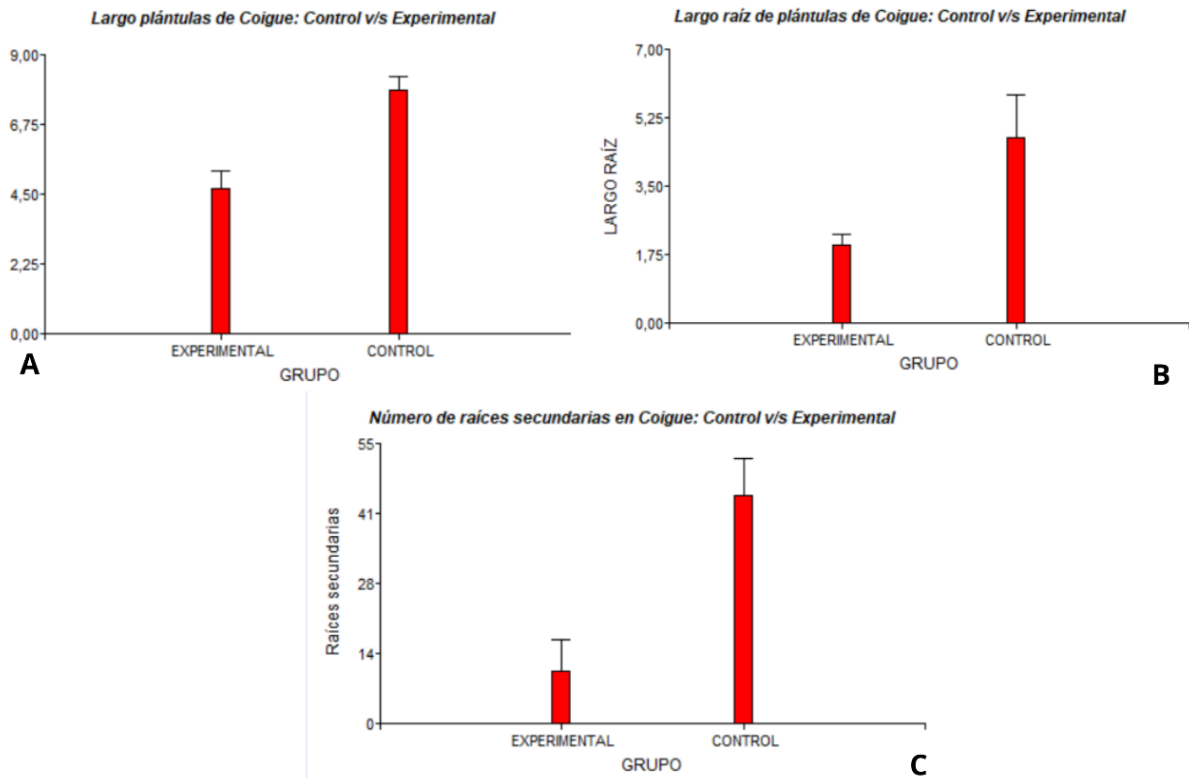 Largo plántulas de Coigue: Control v/s Experimental
9,00
6,75
4,50
2,25
0,00
EXPERIMENTAL CONTROL
GRUPO
A
Largo raíz de plántulas de Coigue: Control v/s Experimental
7,00
5,25
3,50
1,75
0,00
LARGO RAÍZ
EXPERIMENTAL CONTROL
GRUPO
B
Número de raíces secundarias en Coigue: Control v/s Experimental
55
41
28
14
0
Raíces secundarias
EXPERIMENTAL CONTROL
GRUPO
C